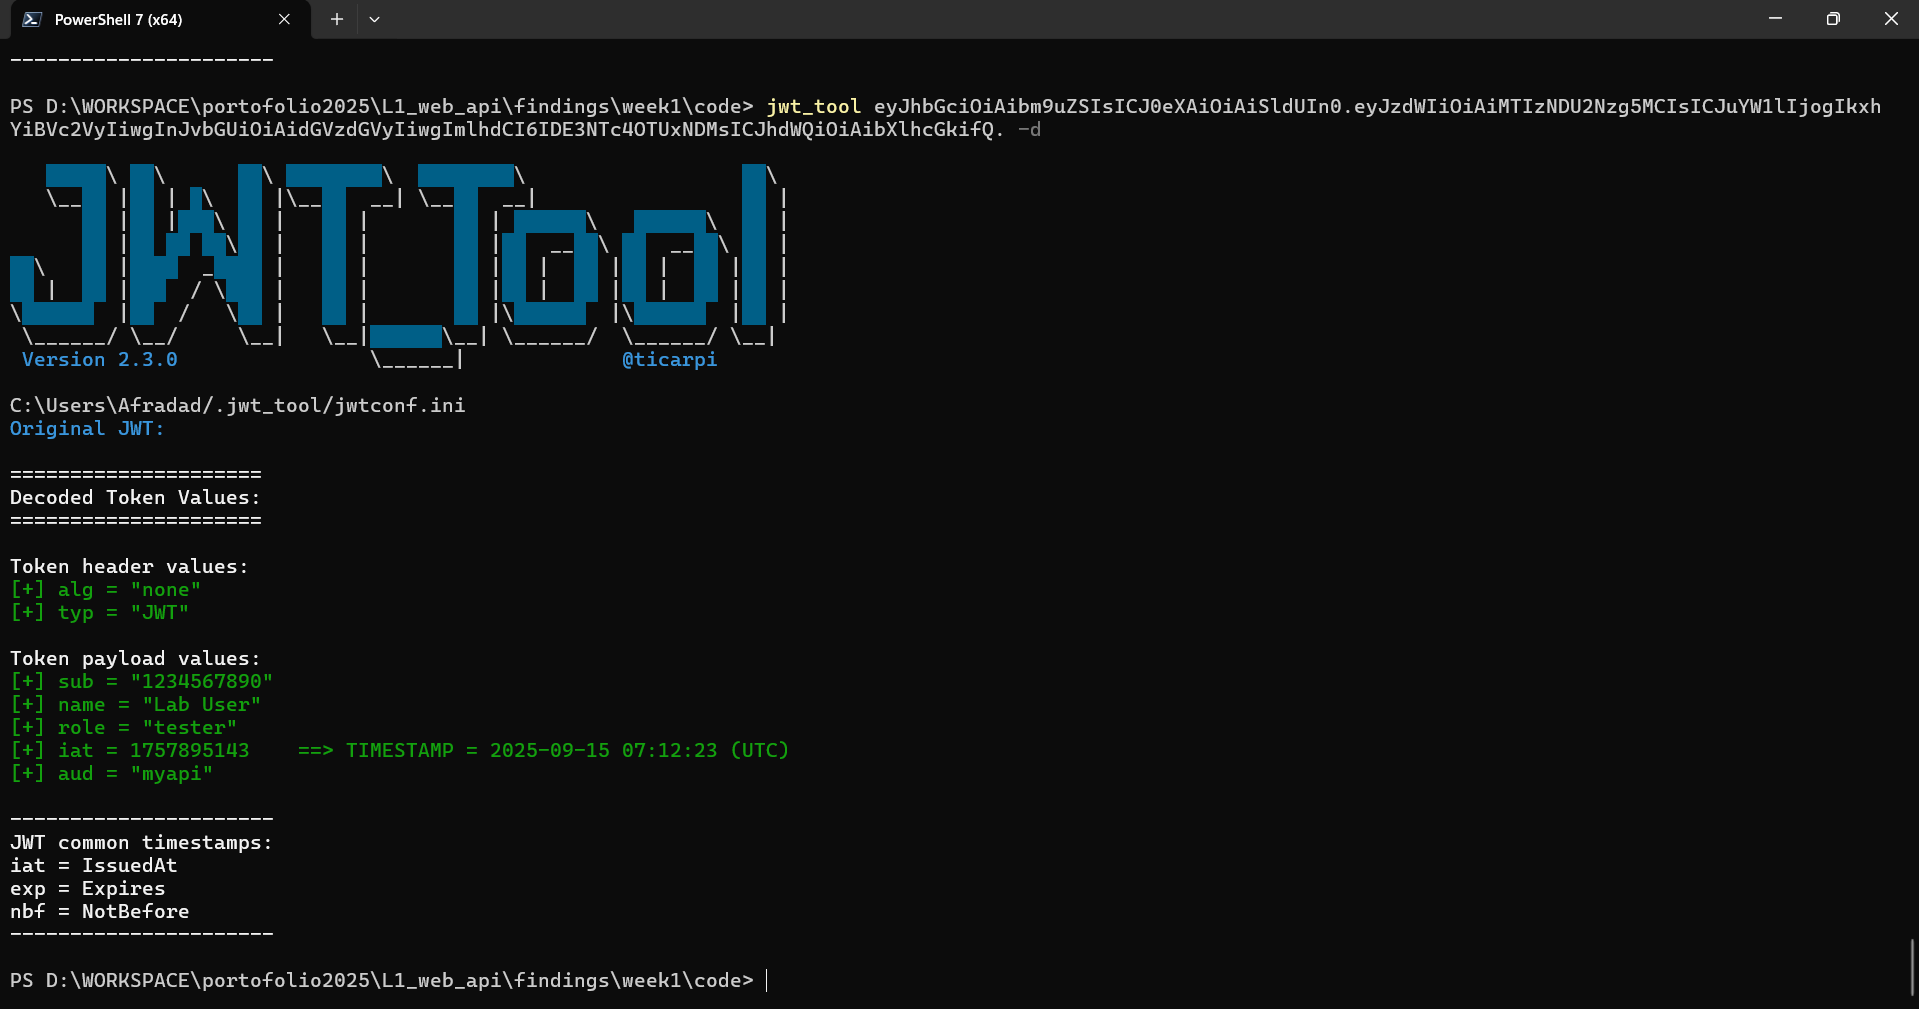 PowerShell 7 (x64)
----------------------
PS D:\WORKSPACE\portofolio2025\L1_web_api\findings\week1\code> jwt_tool eyJhbGciOiAibm9uZSIsICJ0eXAiOiAiSldUIn0.eyJzdWIiOiAiMTIzNDU2Nzg5MCIsICJuYW1lIjogIkxh
YiBVc2VyIiwgInJvbGUiOiAidGVzdGVyIiwgImlhdCI6IDE3NTc4OTUxNDMsICJhdWQiOiAibXlhcGkifQ. -d
JWT_Tool
Version 2.3.0 @ticarpi
C:\Users\Afradad/.jwt_tool/jwtconf.ini
Original JWT:
=====================
Decoded Token Values:
=====================
Token header values:
[+] alg = "none"
[+] typ = "JWT"
Token payload values:
[+] sub = "1234567890"
[+] name = "Lab User"
[+] role = "tester"
[+] iat = 1757895143    ==> TIMESTAMP = 2025-09-15 07:12:23 (UTC)
[+] aud = "myapi"
----------------------
JWT common timestamps:
iat = IssuedAt
exp = Expires
nbf = NotBefore
----------------------
PS D:\WORKSPACE\portofolio2025\L1_web_api\findings\week1\code>